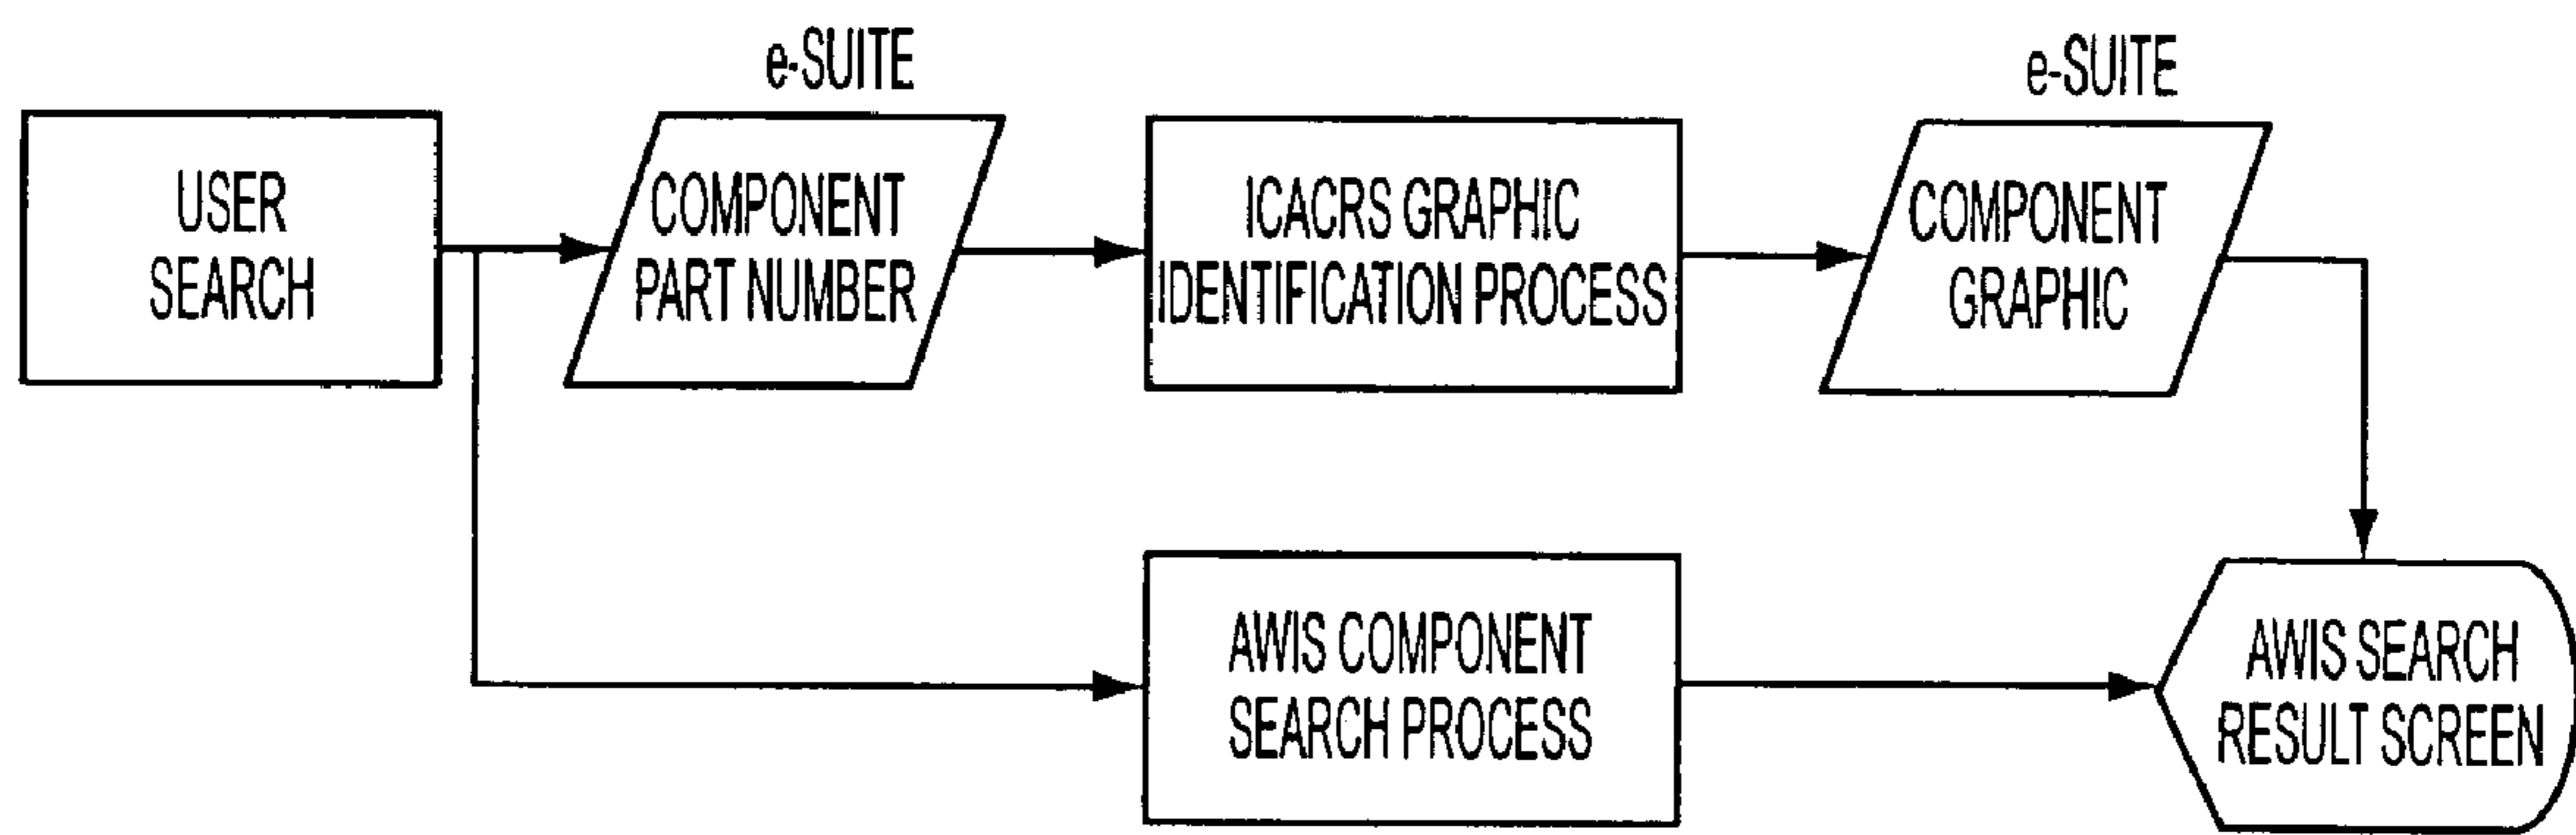 e-SUITE
e-SUITE
USER
SEARCH
COMPONENT
PART NUMBER
ICACRS GRAPHIC
IDENTIFICATION PROCESS
COMPONENT
GRAPHIC
AWIS COMPONENT
SEARCH PROCESS
AWIS SEARCH
RESULT SCREEN